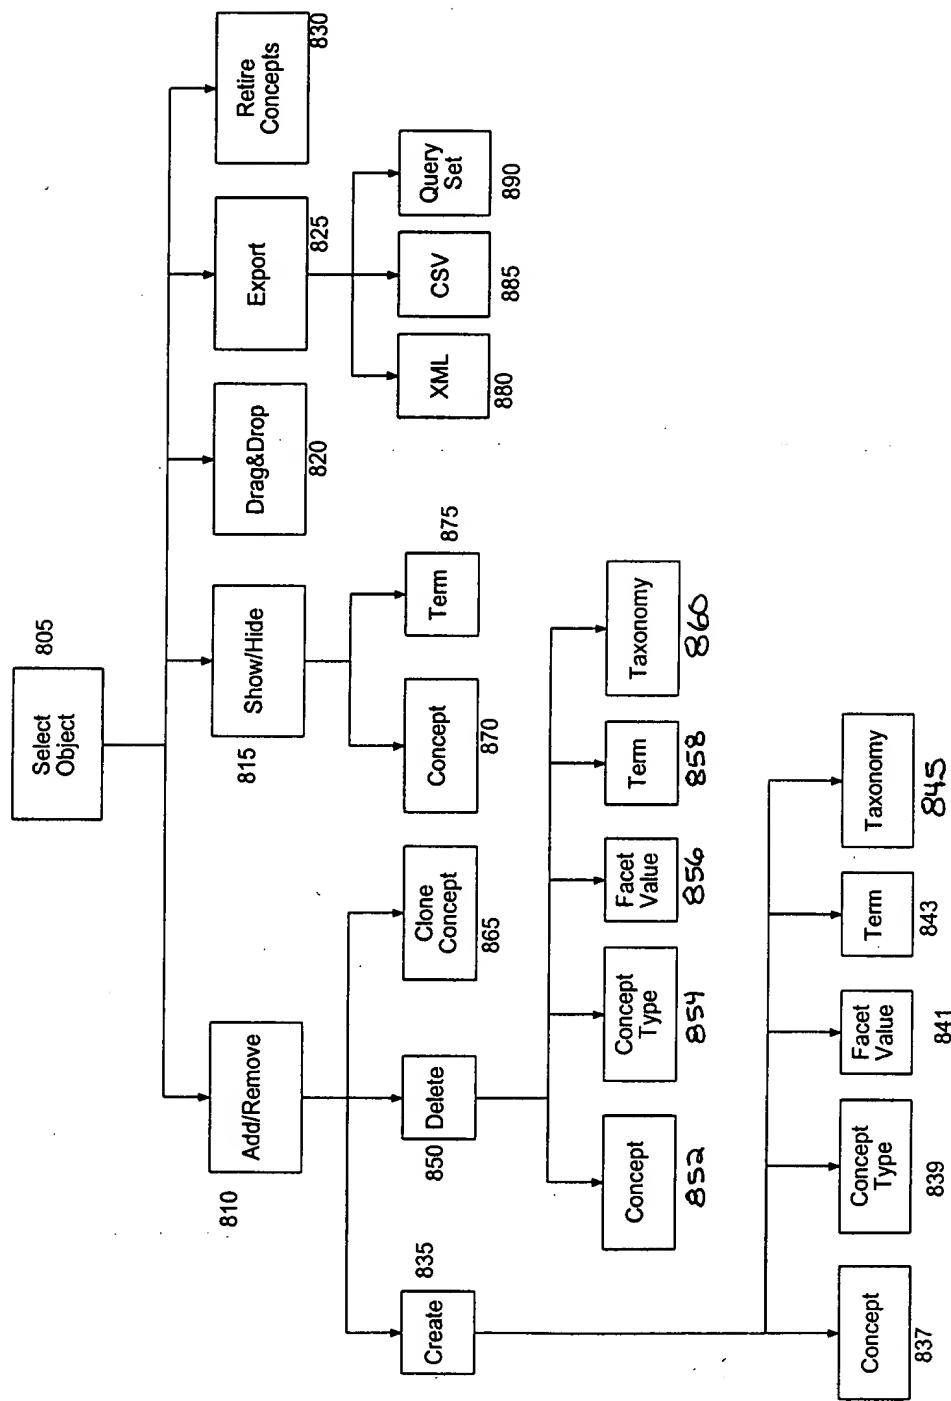 Select
Object
805
Add/Remove
810
Show/Hide
815
Drag&Drop
820
Export
825
Retire
Concepts
830
Create
835
Delete
850
Clone
Concept
865
Concept
870
Term
875
XML
880
CSV
885
Query
Set
890
Concept
852
Concept
Type
854
Facet
Value
856
Term
858
Taxonomy
860
Concept
837
Concept
Type
839
Facet
Value
841
Term
843
Taxonomy
845